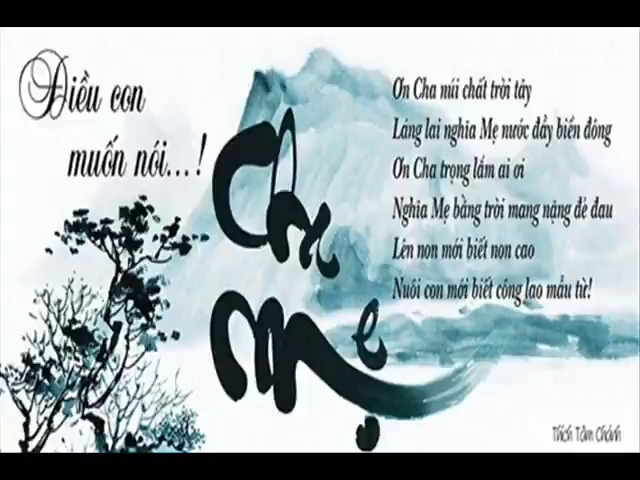 Điều con
muốn nói...!
Cha
Mẹ
Ơn Cha núi chất trời tây
Láng lai nghĩa Mẹ nước đầy biển đông
Ơn Cha trọng lắm ai ơi
Nghĩa Mẹ bằng trời mang nặng đẻ đau
Lên non mới biết non cao
Nuôi con mới biết công lao mẫu từ!
Thích Tâm Chánh